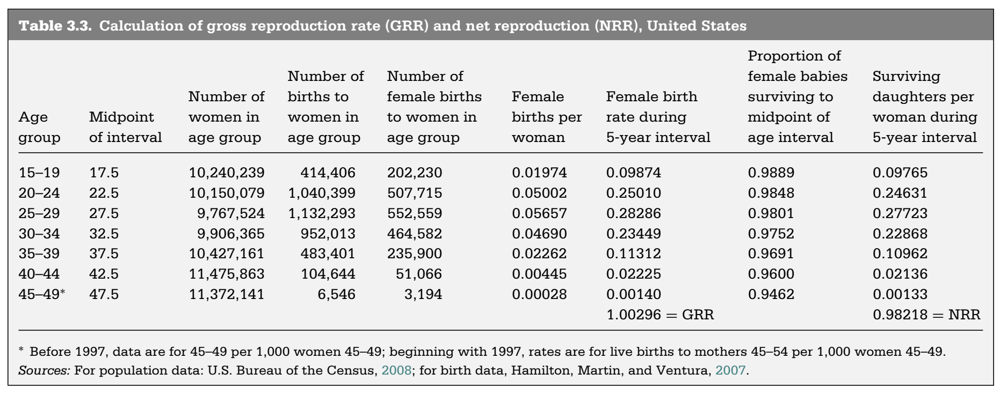 Table 3.3. Calculation of gross reproduction rate (GRR) and net reproduction (NRR), United States
Proportion of
Number of Number of female babies Surviving
Number of births to female births Female Female birth surviving to daughters per
Age Midpoint women in women in to women in births per rate during midpoint of woman during
group of interval age group age group age group woman 5-year interval age interval 5-year interval
15–19 17.5 10,240,239 414,406 202,230 0.01974 0.09874 0.9889 0.09765
20–24 22.5 10,150,079 1,040,399 507,715 0.05002 0.25010 0.9848 0.24631
25–29 27.5 9,767,524 1,132,293 552,559 0.05657 0.28286 0.9801 0.27723
30–34 32.5 9,906,365 952,013 464,582 0.04690 0.23449 0.9752 0.22868
35–39 37.5 10,427,161 483,401 235,900 0.02262 0.11312 0.9691 0.10962
40–44 42.5 11,475,863 104,644 51,066 0.00445 0.02225 0.9600 0.02136
45–49* 47.5 11,372,141 6,546 3,194 0.00028 0.00140 0.9462 0.00133
1.00296 = GRR 0.98218 = NRR
* Before 1997, data are for 45–49 per 1,000 women 45–49; beginning with 1997, rates are for live births to mothers 45–54 per 1,000 women 45–49.
Sources: For population data: U.S. Bureau of the Census, 2008; for birth data, Hamilton, Martin, and Ventura, 2007.